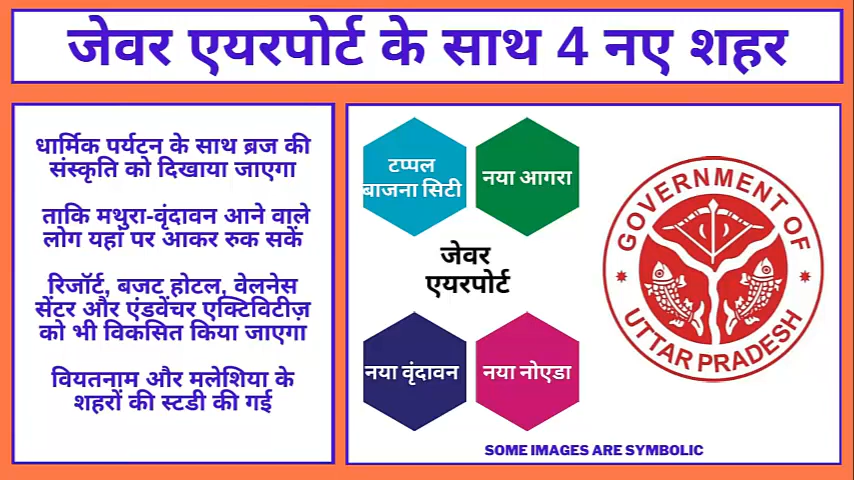 जेवर एयरपोर्ट के साथ 4 नए शहर
धार्मिक पर्यटन के साथ ब्रज की
संस्कृति को दिखाया जाएगा
ताकि मथुरा-वृंदावन आने वाले
लोग यहां पर आकर रुक सकें
रिजॉर्ट, बजट होटल, वेलनेस
सेंटर और एंडवेंचर एक्टिविटीज़
को भी विकसित किया जाएगा
वियतनाम और मलेशिया के
शहरों की स्टडी की गई
टप्पल
बाजना सिटी
नया आगरा
जेवर
एयरपोर्ट
नया वृंदावन
नया नोएडा
GOVERNMENT OF
UTTAR PRADESH
SOME IMAGES ARE SYMBOLIC